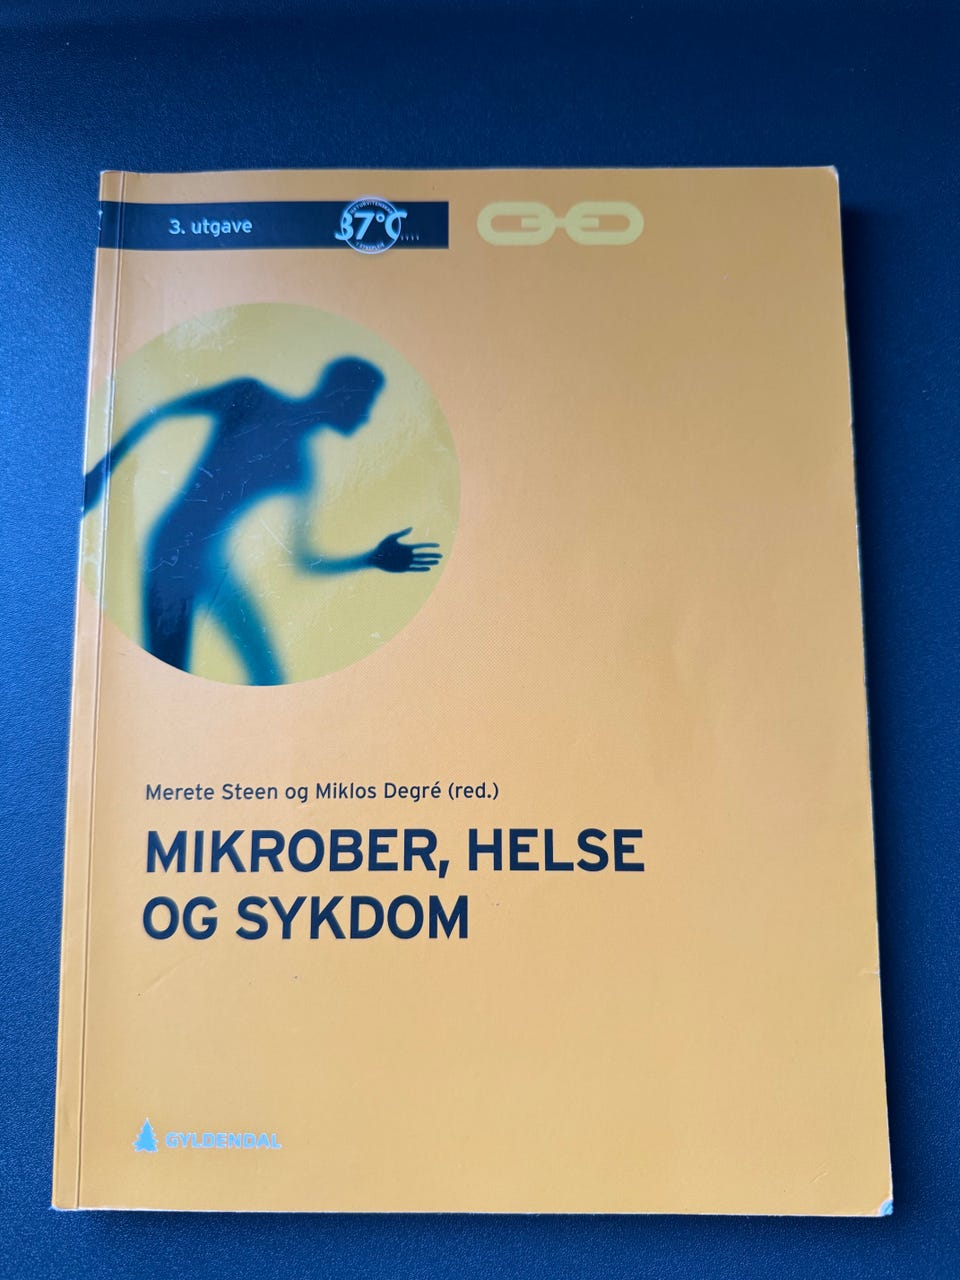 3. utgave
37°C....
Merete Steen og Miklos Degré (red.)
MIKROBER, HELSE
OG SYKDOM
GYLDENDAL